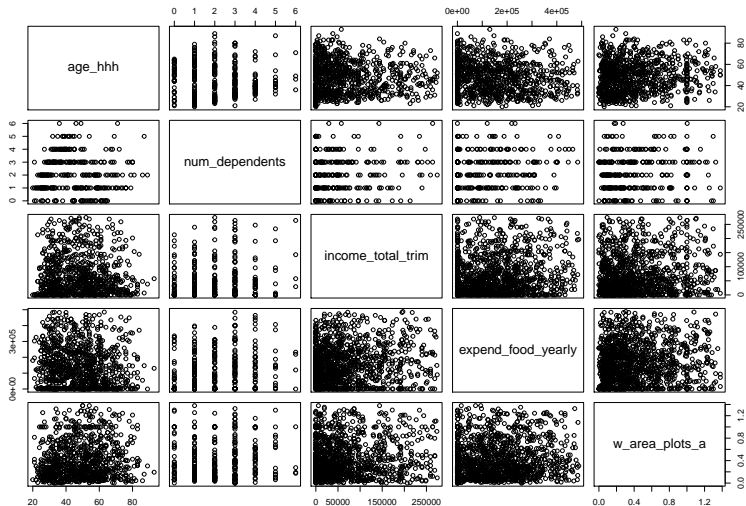 0 1 2 3 4 5 6
0e+00 2e+05 4e+05
age_hhh
20 40 60 80
0 1 2 3 4 5 6
num_dependents
income_total_trim
0 100000 250000
0e+00 3e+05
expend_food_yearly
w_area_plots_a
0.0 0.4 0.8 1.2
20 40 60 80
0 50000 150000 250000
0.0 0.4 0.8 1.2